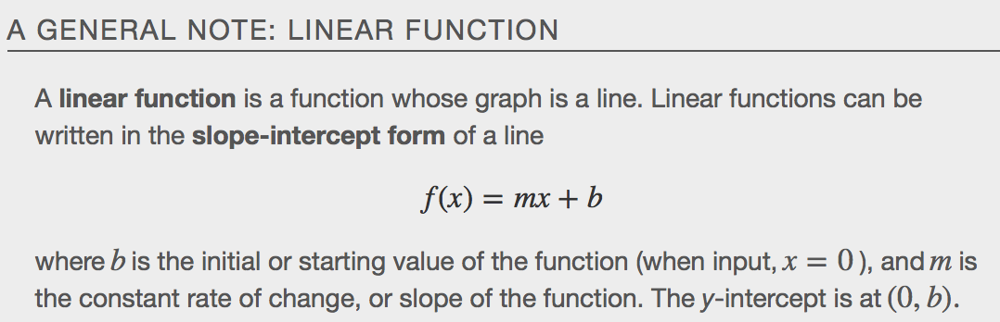 A GENERAL NOTE: LINEAR FUNCTION
A linear function is a function whose graph is a line. Linear functions can be
written in the slope-intercept form of a line
f(x) = mx + b
where b is the initial or starting value of the function (when input, x = 0 ), and m is
the constant rate of change, or slope of the function. The y-intercept is at (0, b).